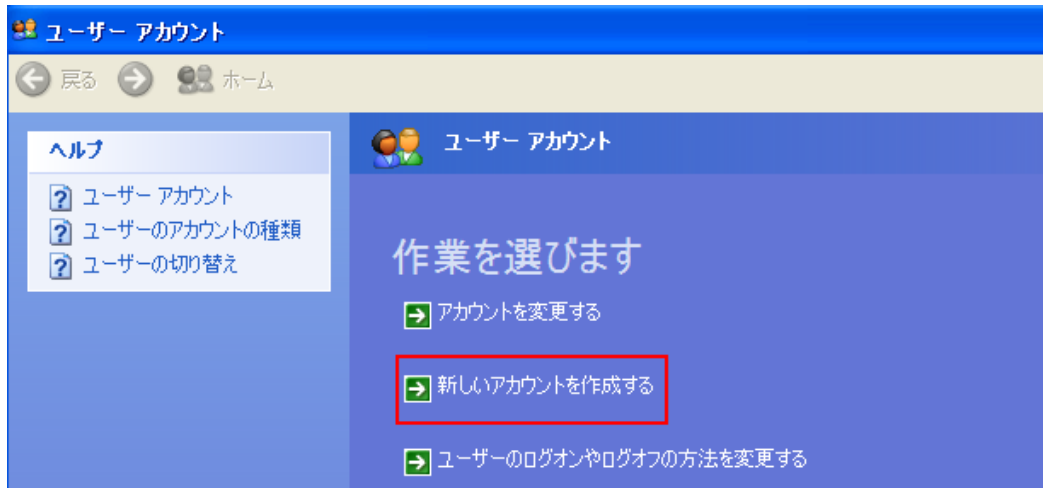 ユーザー アカウント
戻る ホーム
ヘルプ
ユーザー アカウント
ユーザーのアカウントの種類
ユーザーの切り替え
ユーザー アカウント
作業を選びます
アカウントを変更する
新しいアカウントを作成する
ユーザーのログオンやログオフの方法を変更する